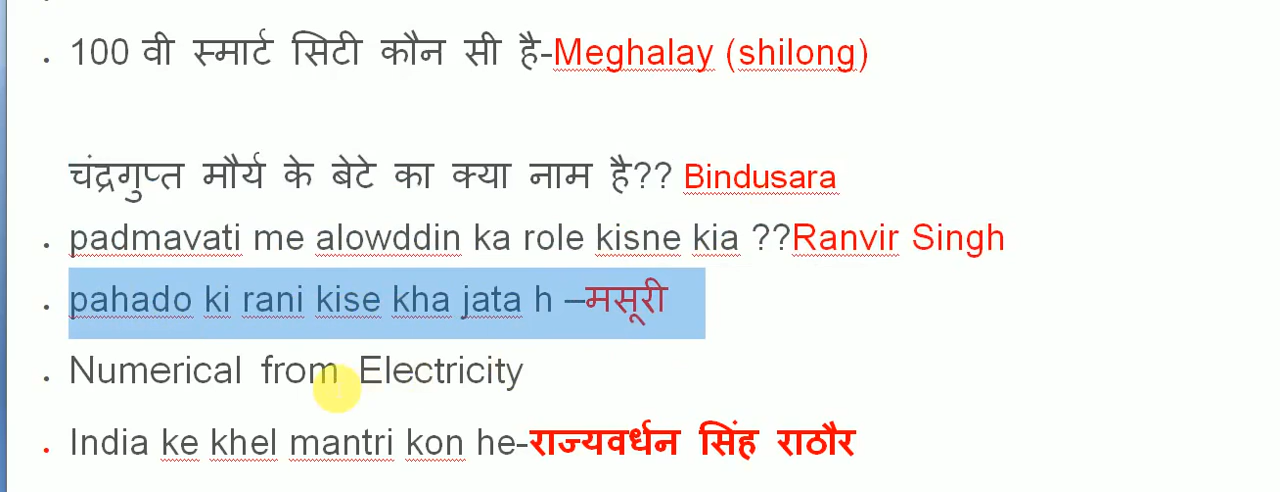 100 वी स्मार्ट सिटी कौन सी है-Meghalay (shilong)
चंद्रगुप्त मौर्य के बेटे का क्या नाम है?? Bindusara
padmavati me alowddin ka role kisne kia ??Ranvir Singh
pahado ki rani kise kha jata h –मसूरी
Numerical from Electricity
India ke khel mantri kon he-राज्यवर्धन सिंह राठौर